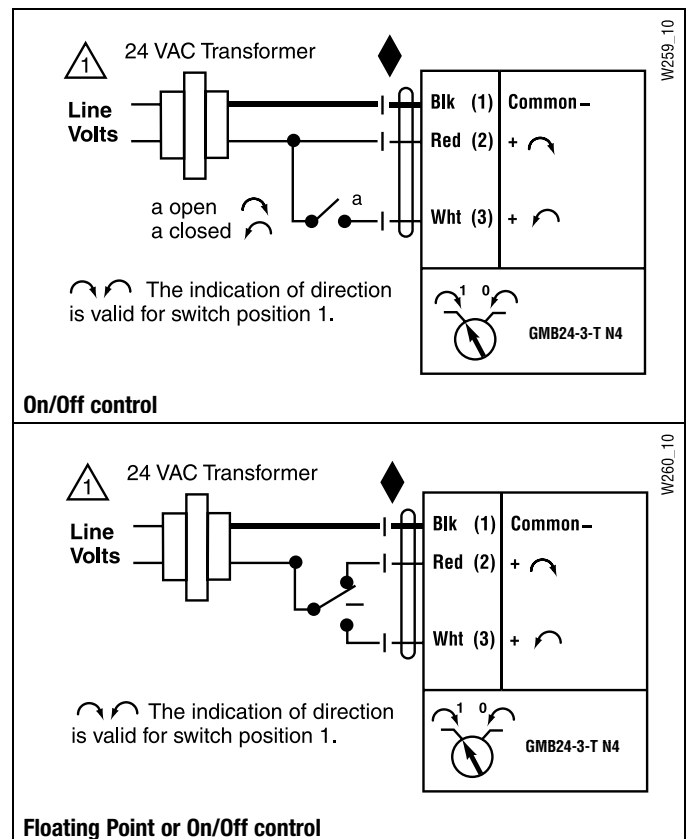 W259_10
1 24 VAC Transformer
Line Volts
Blk (1) Common –
Red (2) +
a
Wht (3) +
a open
a closed
The indication of direction
is valid for switch position 1.
1 0
GMB24-3-T N4
On/Off control
W260_10
1 24 VAC Transformer
Line Volts
Blk (1) Common –
Red (2) +
Wht (3) +
The indication of direction
is valid for switch position 1.
1 0
GMB24-3-T N4
Floating Point or On/Off control